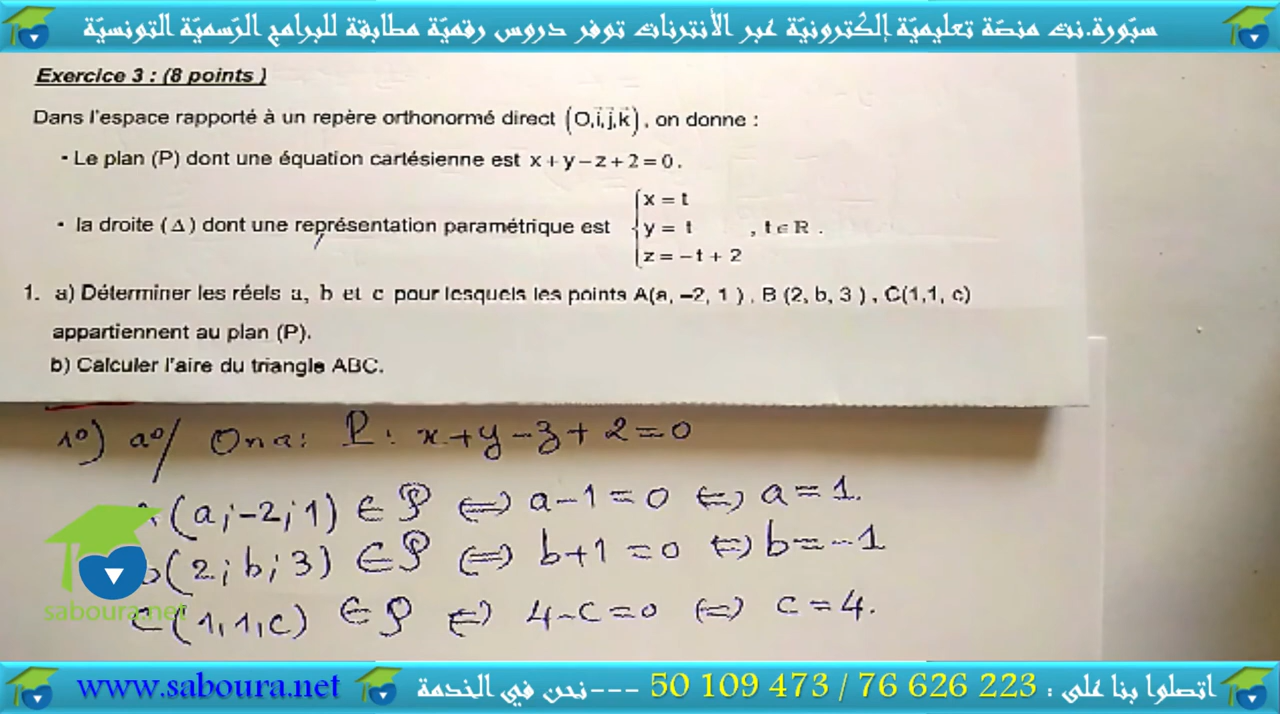 سبّورة.نت منصّة تعليميّة إلكترونيّة عبر الأنترنات توفر دروس رقميّة مطابقة للبرامج الرّسميّة التونسيّة
Exercice 3 : (8 points)
Dans l'espace rapporté à un repère orthonormé direct (O,i,j,k), on donne :
• Le plan (P) dont une équation cartésienne est x + y − z + 2 = 0.
• la droite (Δ) dont une représentation paramétrique est
x = t
y = t , t ∈ ℝ .
z = −t + 2
1. a) Déterminer les réels a, b et c pour lesquels les points A(a, −2, 1 ) , B (2, b, 3 ) , C(1,1, c)
appartiennent au plan (P).
b) Calculer l'aire du triangle ABC.
1°) a°/ On a : P : x + y − z + 2 = 0
(a ; −2 ; 1) ∈ P ⇔ a − 1 = 0 ⇔ a = 1.
(2 ; b ; 3) ∈ P ⇔ b + 1 = 0 ⇔ b = −1
C(1, 1, c) ∈ P ⇔ 4 − c = 0 ⇔ c = 4.
saboura.net
www.saboura.net اتصلوا بنا على : 50 109 473 / 76 626 223 ---نحن في الخدمة